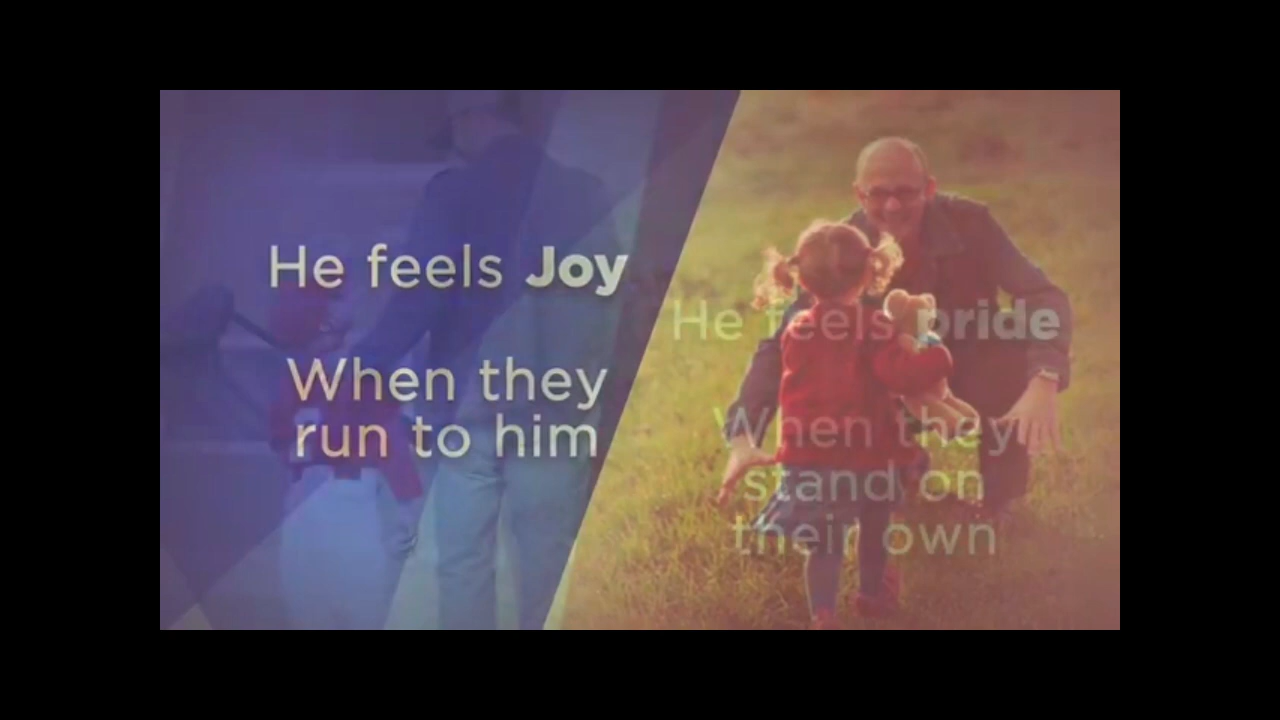 He feels Joy
When they
run to him
He feels pride
When they
stand on
their own